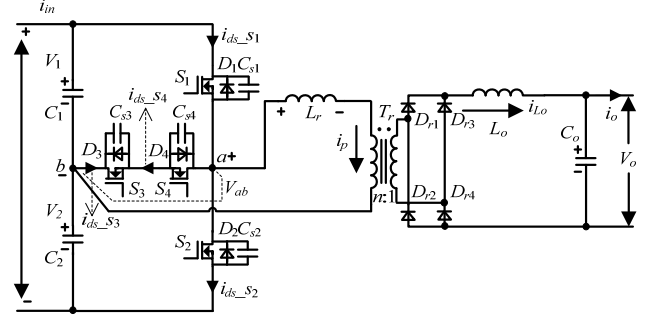 i_in
+
i_ds_s1
V_1
+
-
C_1
S_1
D_1 C_s1
i_ds_s4
C_s3
C_s4
D_3
D_4
a+
b
-
S_3
S_4
V_ab
i_ds_s3
V_2
+
-
C_2
S_2
D_2 C_s2
i_ds_s2
-
+
-
L_r
i_p
T_r
n:1
D_r1
D_r3
D_r2
D_r4
L_o
i_Lo
i_o
C_o
+
-
V_o